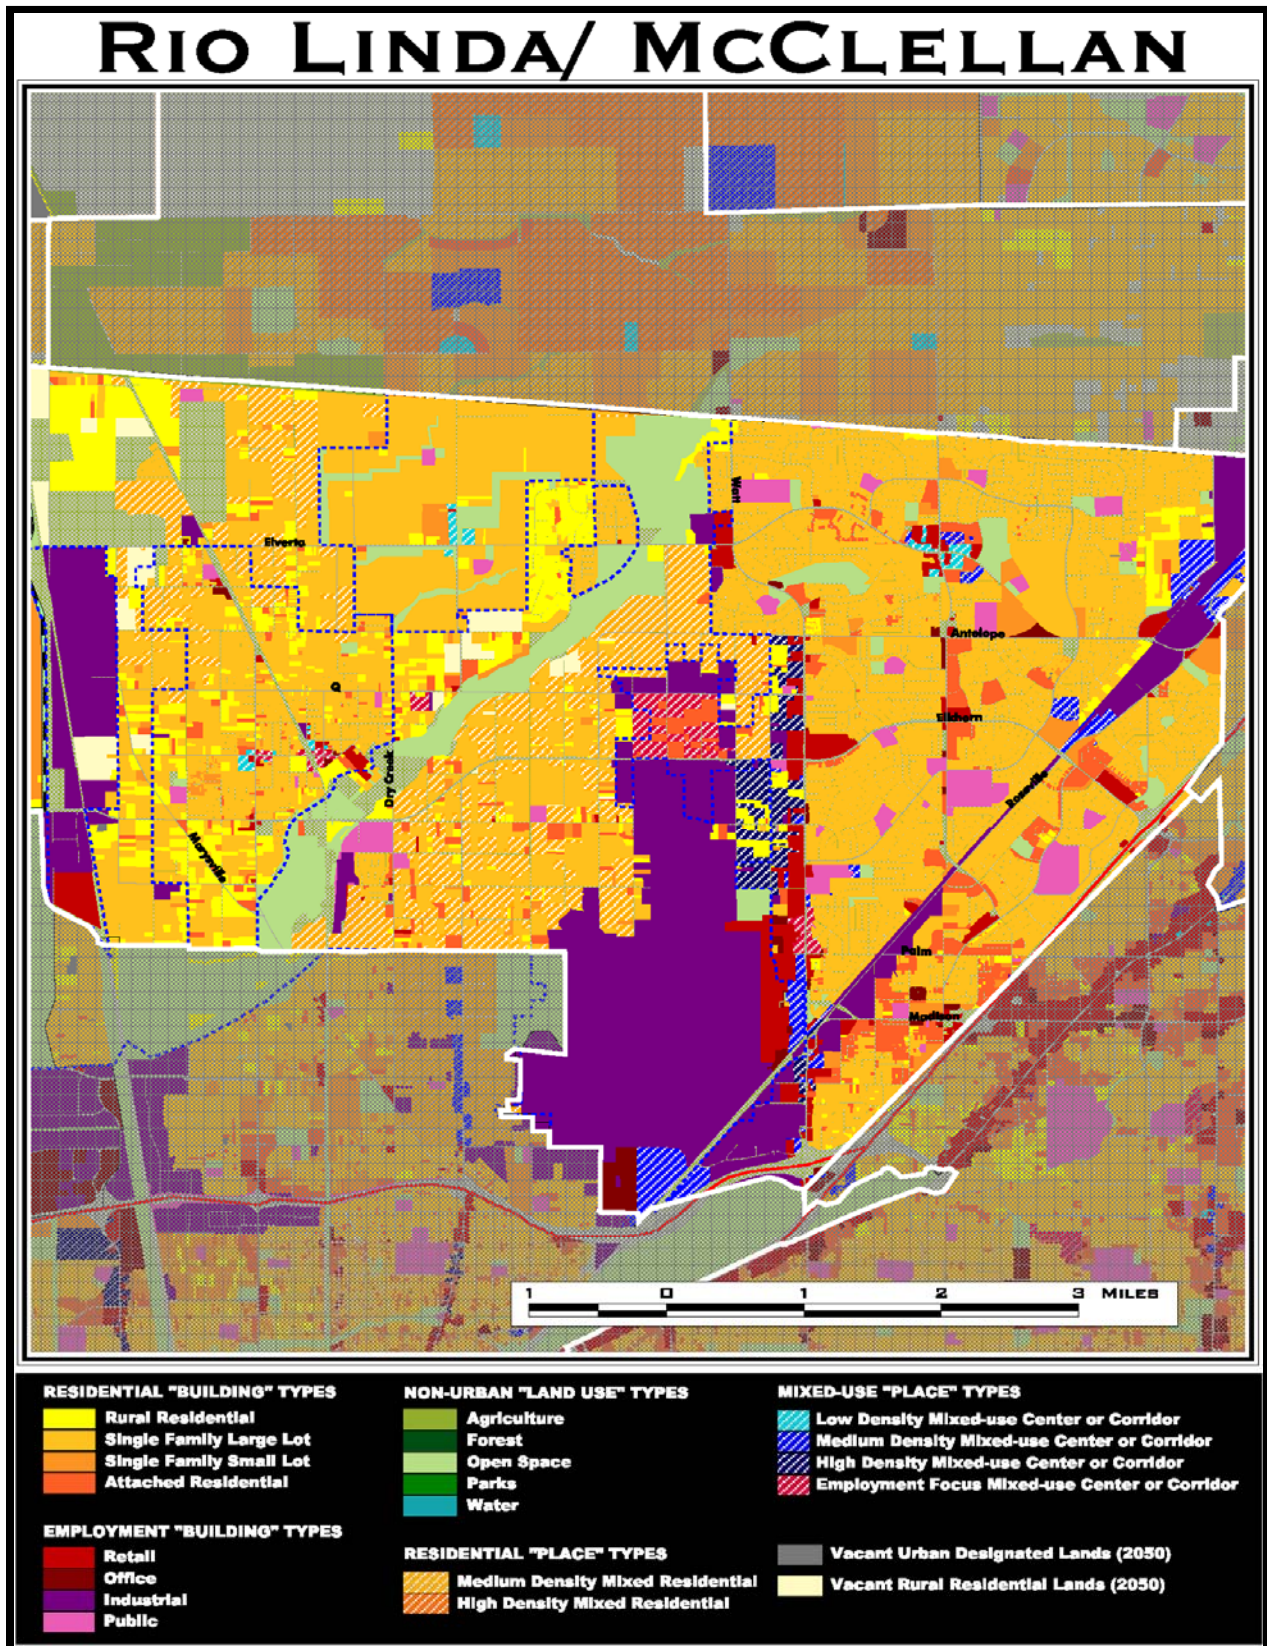 RIO LINDA/ MCCLELLAN
Watt
Elverta
Antelope
Q
Elkhorn
Dry Creek
Roseville
Marysville
Palm
Madison
1 0 1 2 3 MILES
RESIDENTIAL "BUILDING" TYPES
Rural Residential
Single Family Large Lot
Single Family Small Lot
Attached Residential
EMPLOYMENT "BUILDING" TYPES
Retail
Office
Industrial
Public
NON-URBAN "LAND USE" TYPES
Agriculture
Forest
Open Space
Parks
Water
RESIDENTIAL "PLACE" TYPES
Medium Density Mixed Residential
High Density Mixed Residential
MIXED-USE "PLACE" TYPES
Low Density Mixed-use Center or Corridor
Medium Density Mixed-use Center or Corridor
High Density Mixed-use Center or Corridor
Employment Focus Mixed-use Center or Corridor
Vacant Urban Designated Lands (2050)
Vacant Rural Residential Lands (2050)